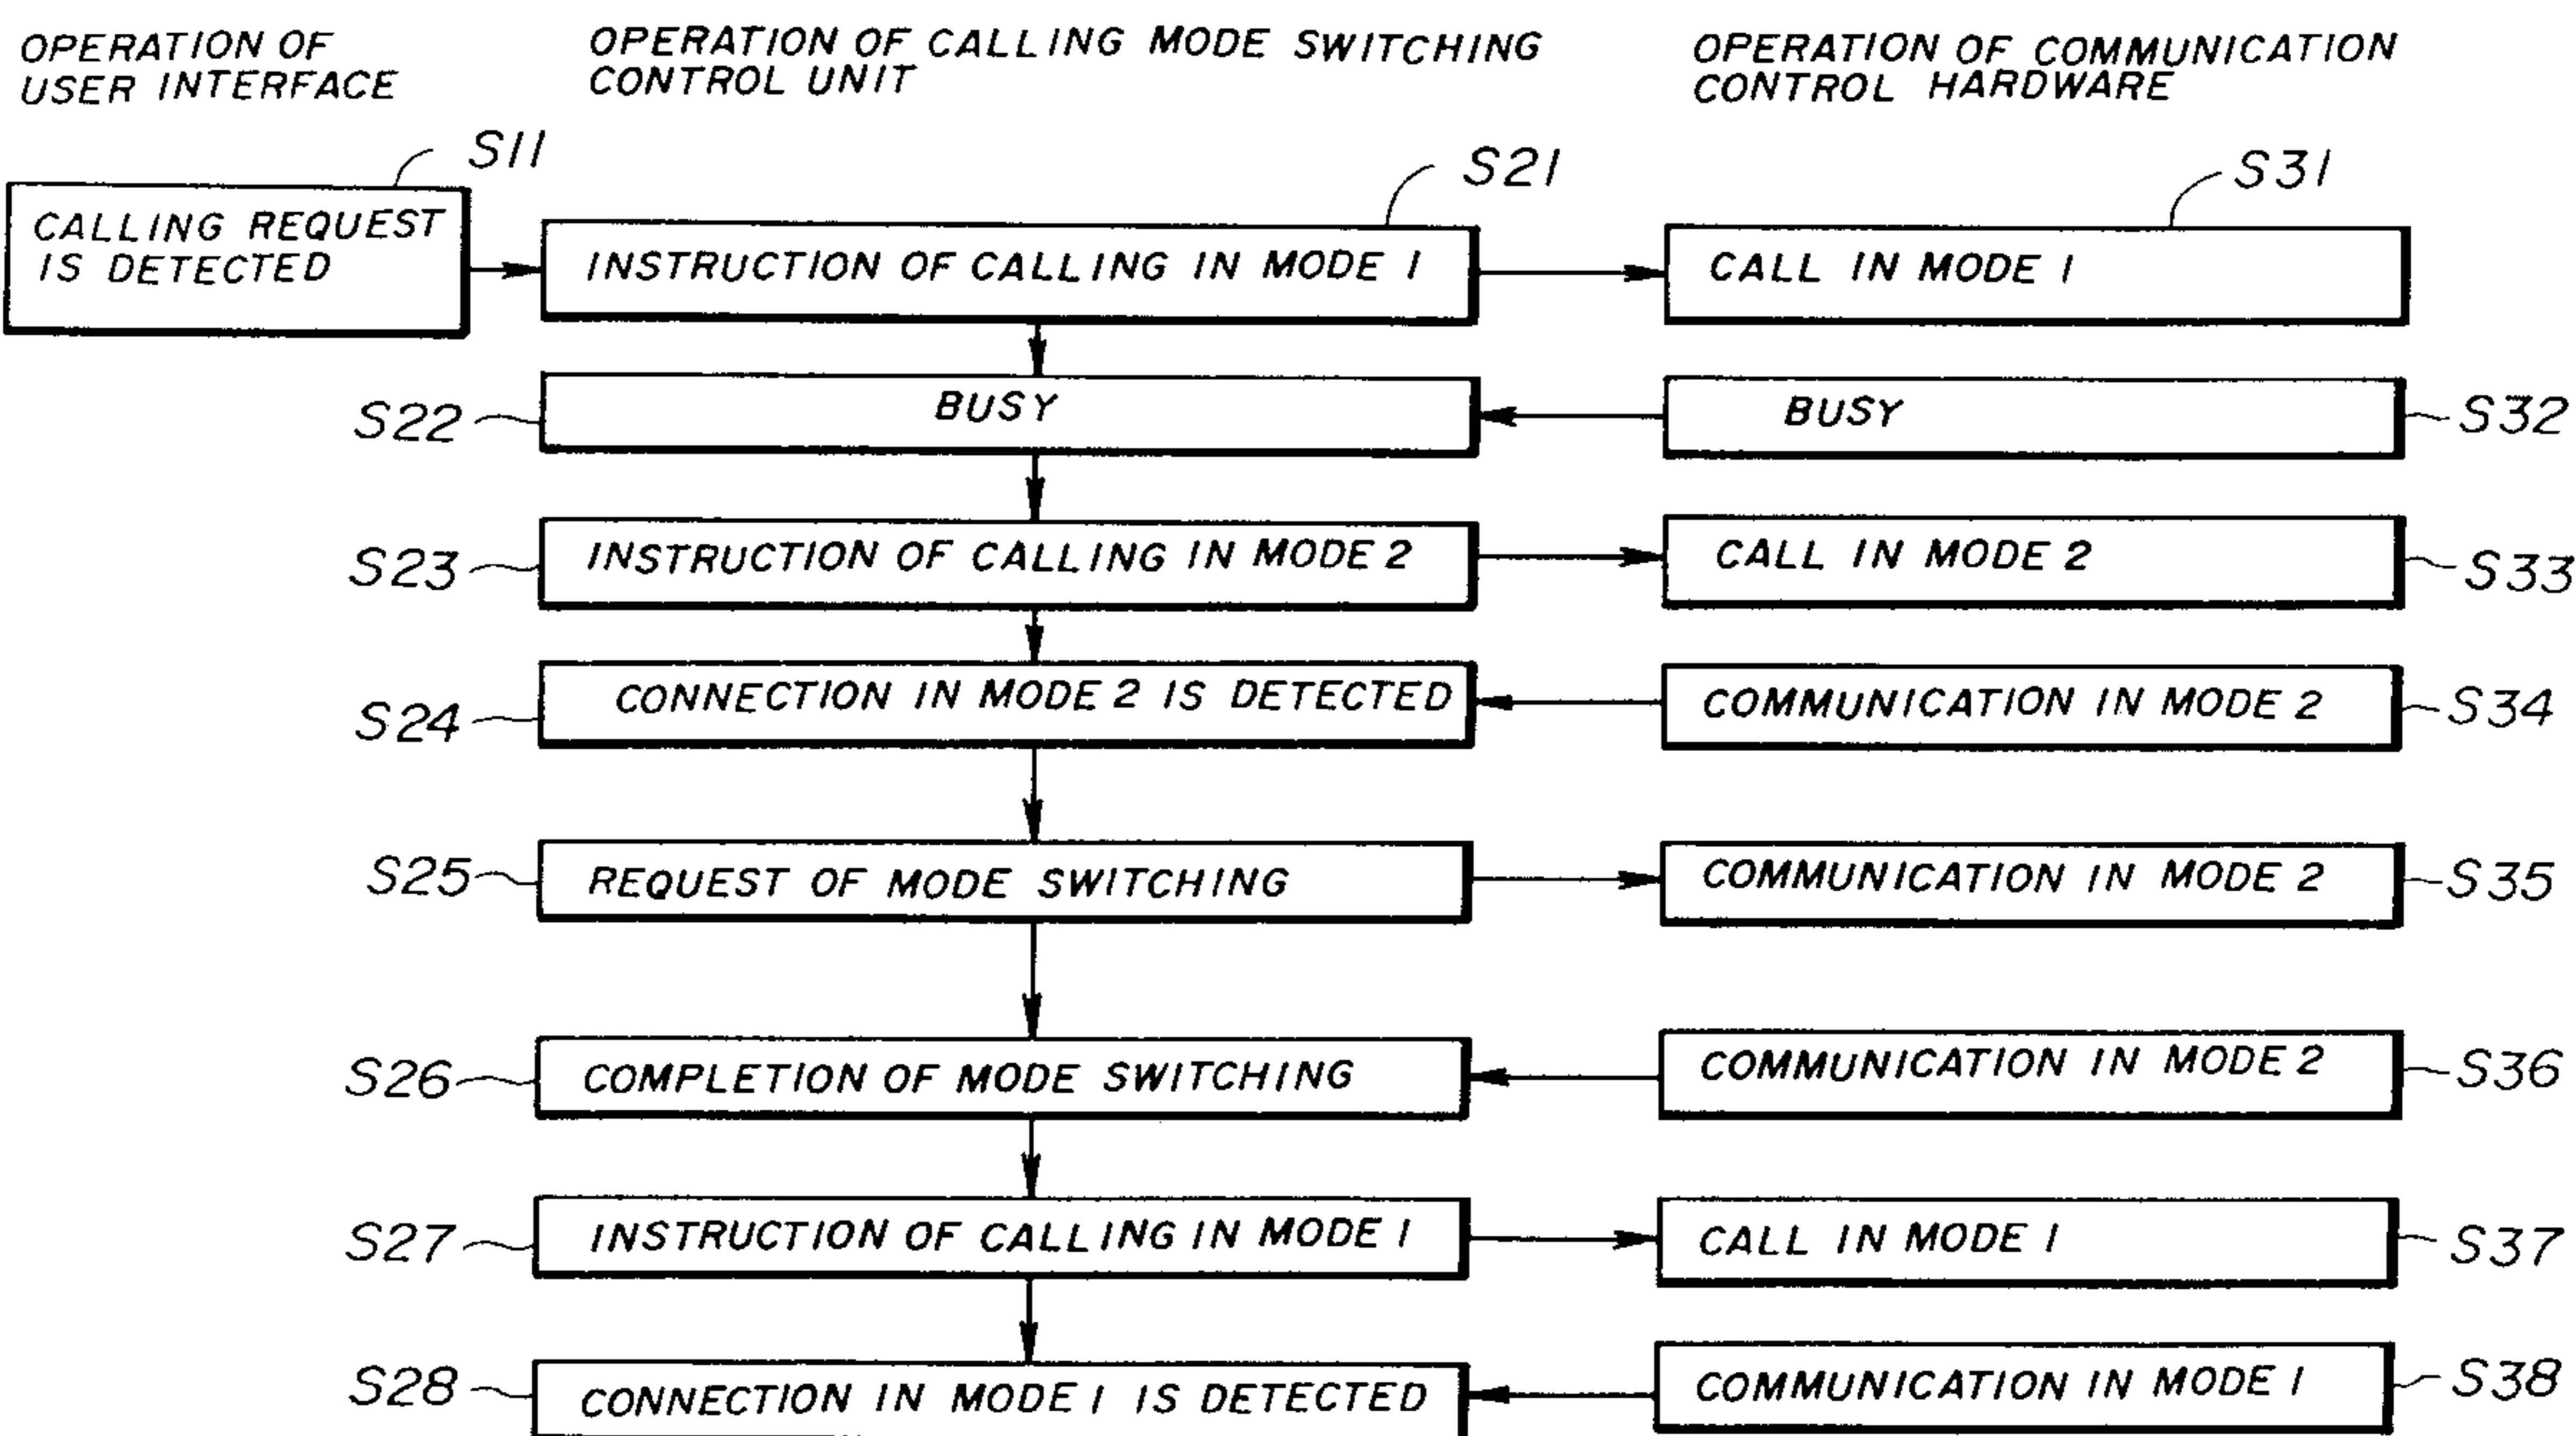 OPERATION OF
USER INTERFACE
OPERATION OF CALLING MODE SWITCHING
CONTROL UNIT
OPERATION OF COMMUNICATION
CONTROL HARDWARE
S11
S21
S31
CALLING REQUEST
IS DETECTED
INSTRUCTION OF CALLING IN MODE 1
CALL IN MODE 1
S22
BUSY
BUSY
S32
S23
INSTRUCTION OF CALLING IN MODE 2
CALL IN MODE 2
S33
S24
CONNECTION IN MODE 2 IS DETECTED
COMMUNICATION IN MODE 2
S34
S25
REQUEST OF MODE SWITCHING
COMMUNICATION IN MODE 2
S35
S26
COMPLETION OF MODE SWITCHING
COMMUNICATION IN MODE 2
S36
S27
INSTRUCTION OF CALLING IN MODE 1
CALL IN MODE 1
S37
S28
CONNECTION IN MODE 1 IS DETECTED
COMMUNICATION IN MODE 1
S38